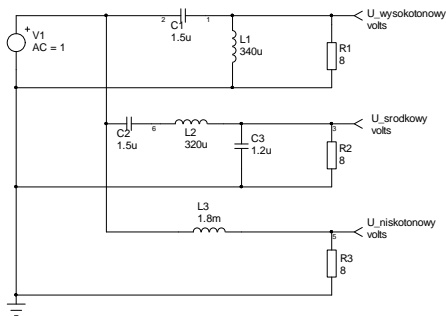 U_wysokotonowy
volts
2
1
C1
1.5u
V1
AC = 1
L1
340u
R1
8
U_srodkowy
volts
6
3
C2
1.5u
L2
320u
C3
1.2u
R2
8
L3
1.8m
U_niskotonowy
volts
5
R3
8